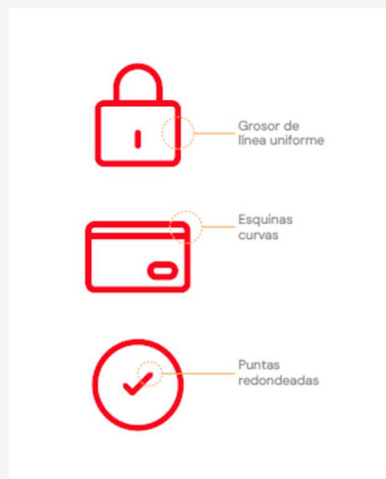 Grosor de
línea uniforme
Esquinas
curvas
Puntas
redondeadas